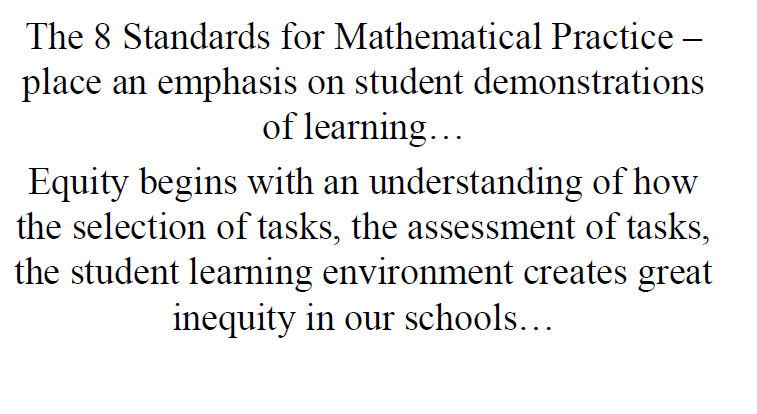 The 8 Standards for Mathematical Practice –
place an emphasis on student demonstrations
of learning…
Equity begins with an understanding of how
the selection of tasks, the assessment of tasks,
the student learning environment creates great
inequity in our schools…